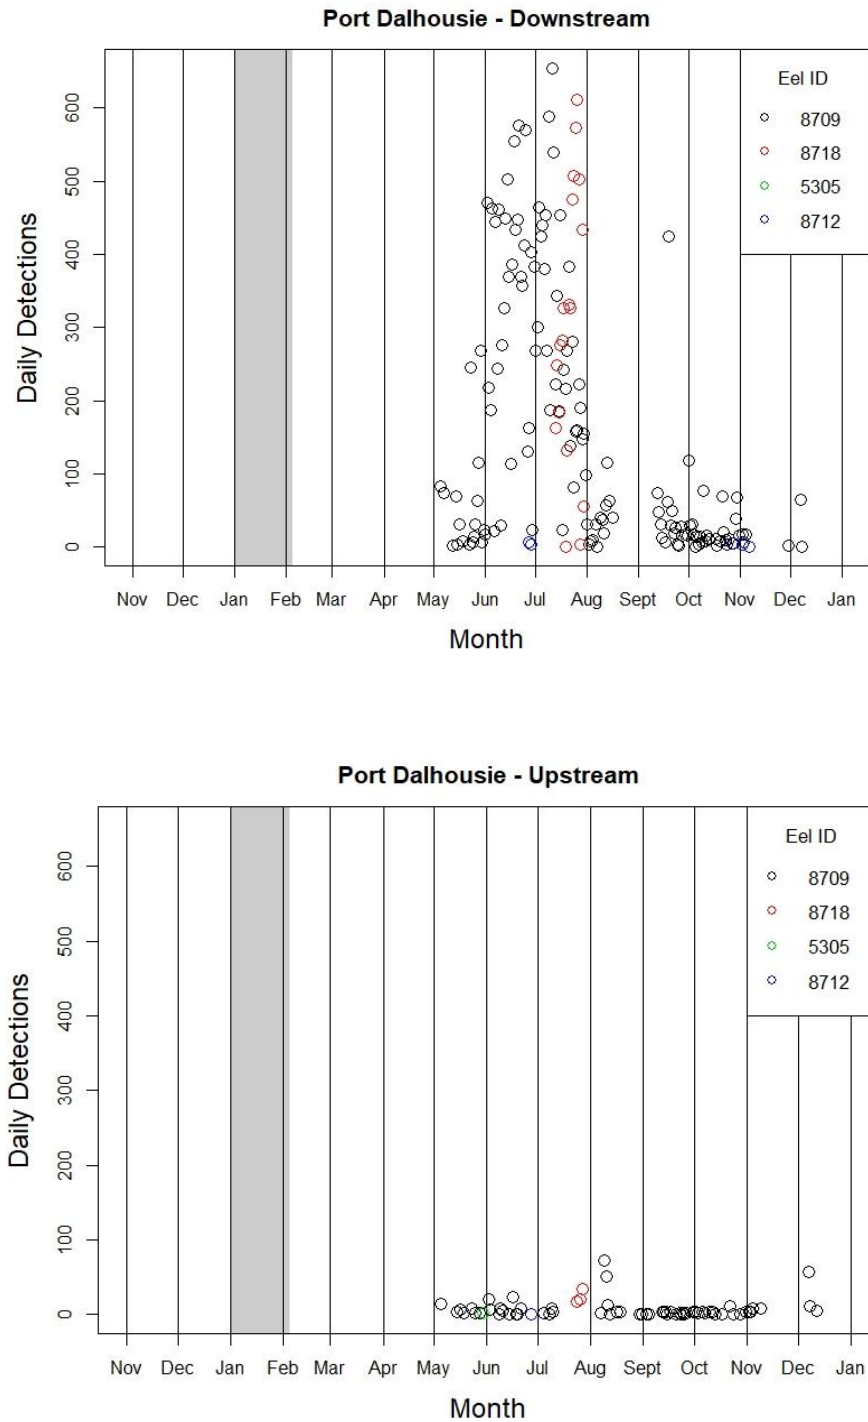 Port Dalhousie - Downstream
Eel ID
8709
8718
5305
8712
600
500
400
300
200
100
0
Daily Detections
Nov Dec Jan Feb Mar Apr May Jun Jul Aug Sept Oct Nov Dec Jan
Month
Port Dalhousie - Upstream
Eel ID
8709
8718
5305
8712
600
500
400
300
200
100
0
Daily Detections
Nov Dec Jan Feb Mar Apr May Jun Jul Aug Sept Oct Nov Dec Jan
Month